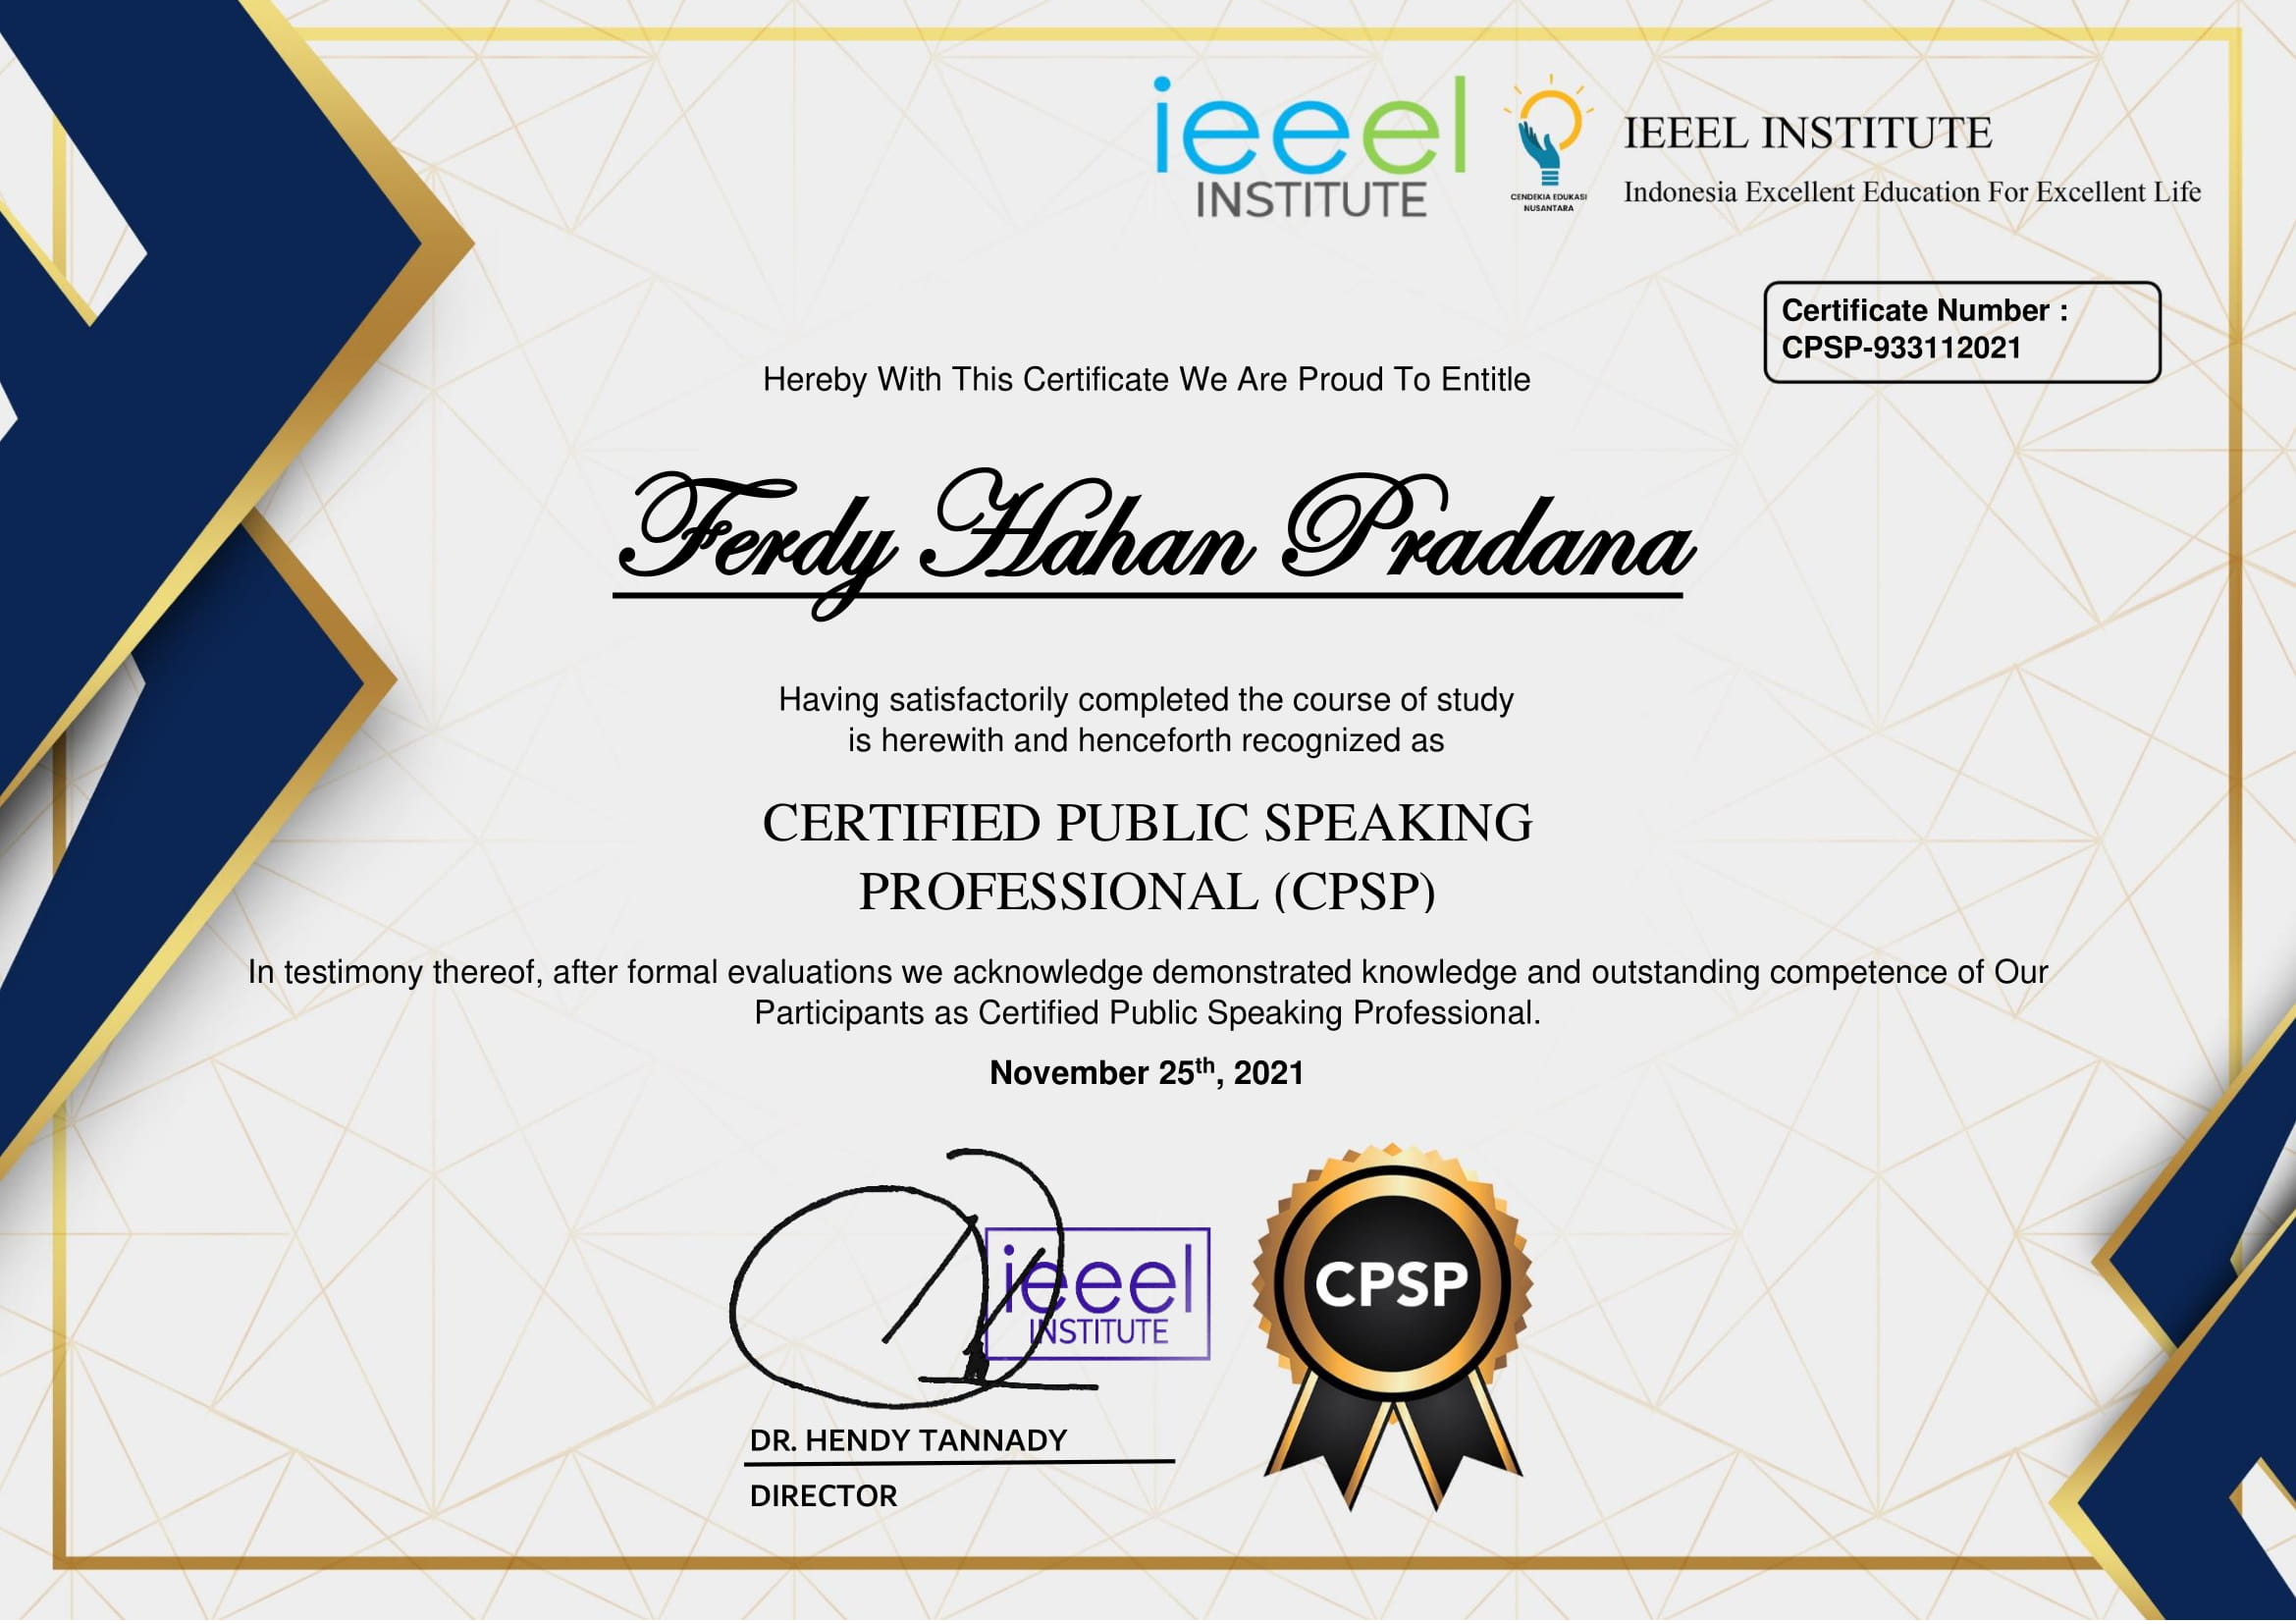 ieeel
INSTITUTE
CENDEKIA EDUKASI
NUSANTARA
IEEEL INSTITUTE
Indonesia Excellent Education For Excellent Life
Certificate Number :
CPSP-933112021
Hereby With This Certificate We Are Proud To Entitle
Ferdy Hahan Pradana
Having satisfactorily completed the course of study
is herewith and henceforth recognized as
CERTIFIED PUBLIC SPEAKING
PROFESSIONAL (CPSP)
In testimony thereof, after formal evaluations we acknowledge demonstrated knowledge and outstanding competence of Our
Participants as Certified Public Speaking Professional.
November 25th, 2021
ieeel
INSTITUTE
CPSP
DR. HENDY TANNADY
DIRECTOR